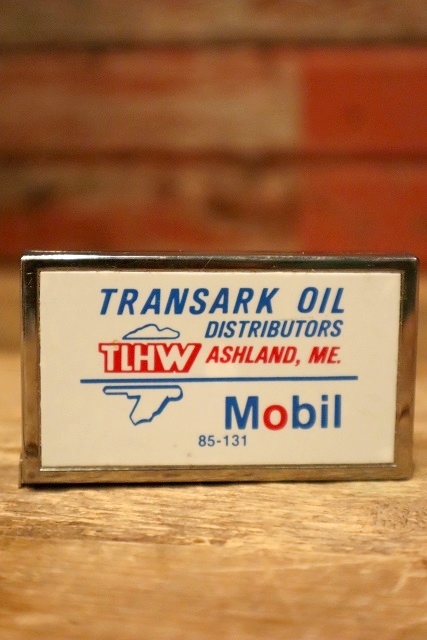 TRANSARK OIL
DISTRIBUTORS
TLHW ASHLAND, ME.
Mobil
85-131